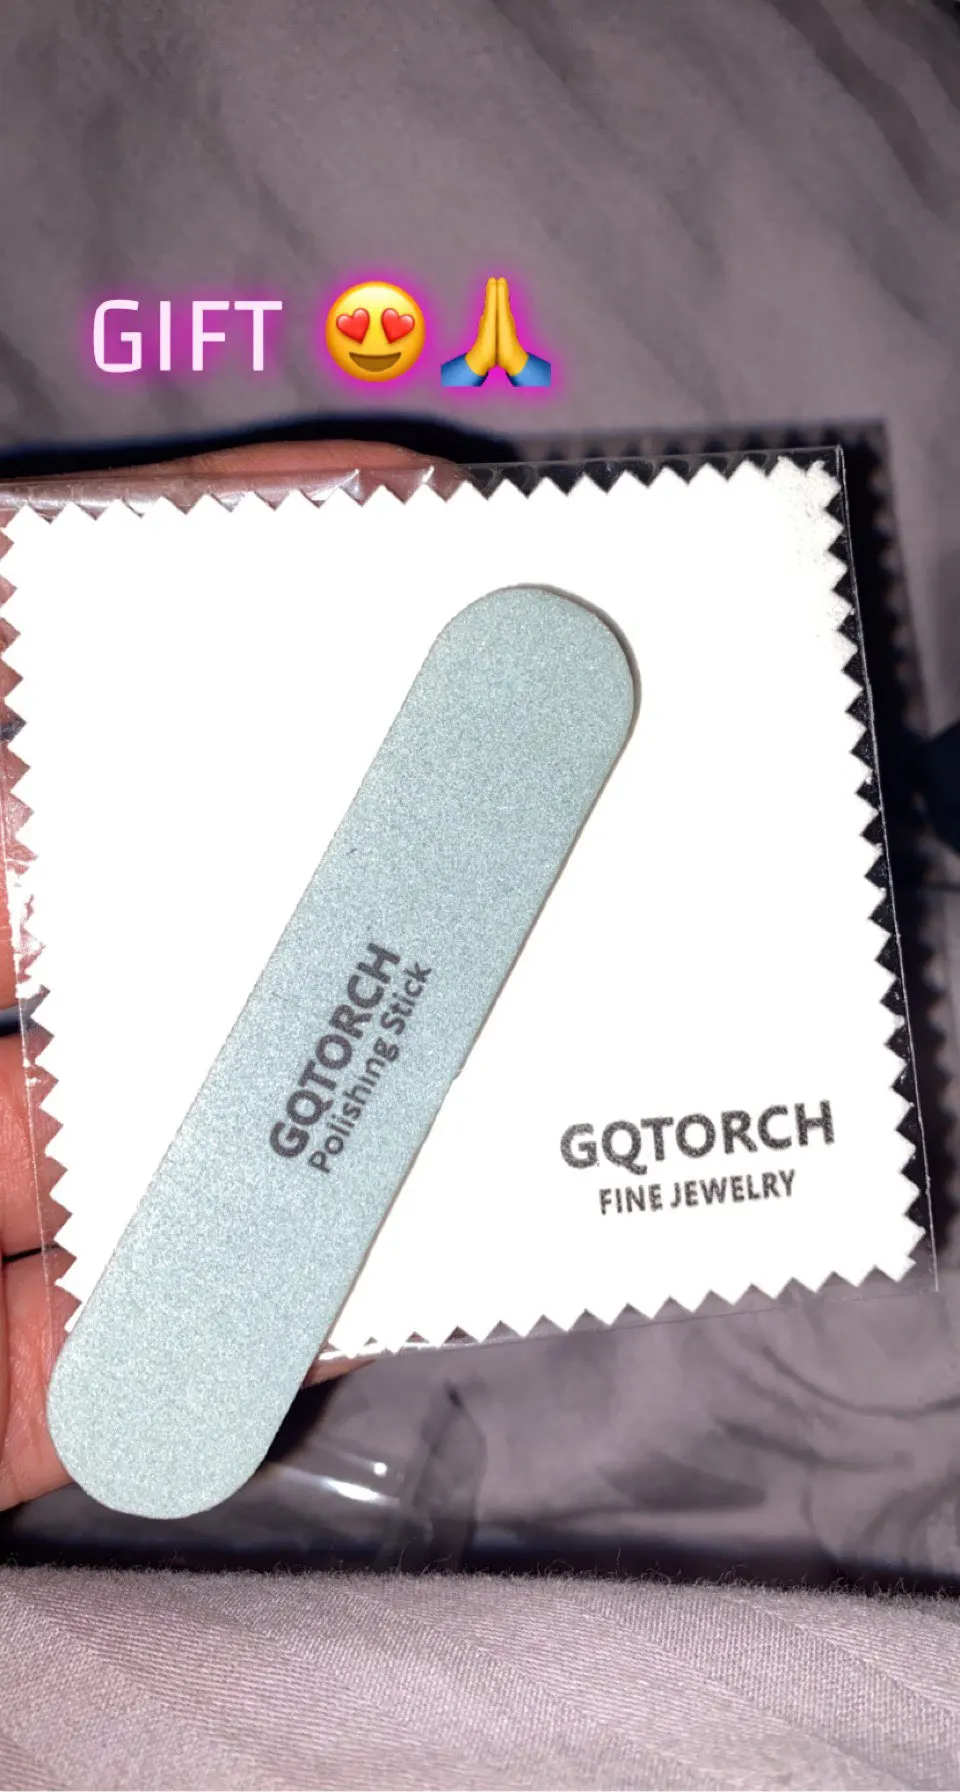 GIFT 😍🙏
GQTORCH
Polishing Stick
GQTORCH
FINE JEWELRY